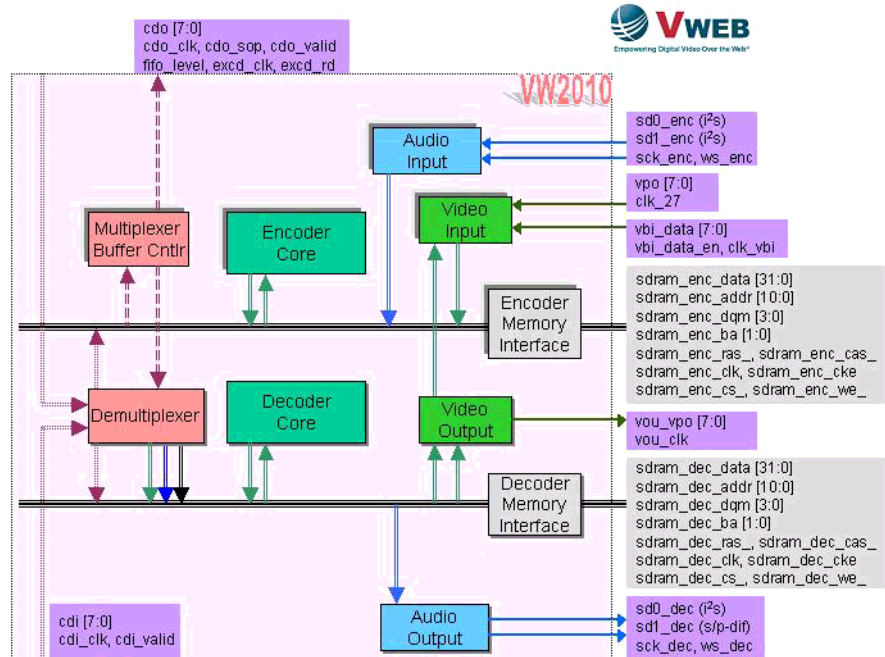 VWEB
Empowering Digital Video Over the Web®
cdo [7:0]
cdo_clk, cdo_sop, cdo_valid
fifo_level, excd_clk, excd_rd
VW2010
Audio
Input
sd0_enc (i²s)
sd1_enc (i²s)
sck_enc, ws_enc
vpo [7:0]
clk_27
Multiplexer
Buffer Cntlr
Encoder
Core
Video
Input
vbi_data [7:0]
vbi_data_en, clk_vbi
Encoder
Memory
Interface
sdram_enc_data [31:0]
sdram_enc_addr [10:0]
sdram_enc_dqm [3:0]
sdram_enc_ba [1:0]
sdram_enc_ras_, sdram_enc_cas_
sdram_enc_clk, sdram_enc_cke
sdram_enc_cs_, sdram_enc_we_
Demultiplexer
Decoder
Core
Video
Output
vou_vpo [7:0]
vou_clk
Decoder
Memory
Interface
sdram_dec_data [31:0]
sdram_dec_addr [10:0]
sdram_dec_dqm [3:0]
sdram_dec_ba [1:0]
sdram_dec_ras_, sdram_dec_cas_
sdram_dec_clk, sdram_dec_cke
sdram_dec_cs_, sdram_dec_we_
cdi [7:0]
cdi_clk, cdi_valid
Audio
Output
sd0_dec (i²s)
sd1_dec (s/p-dif)
sck_dec, ws_dec